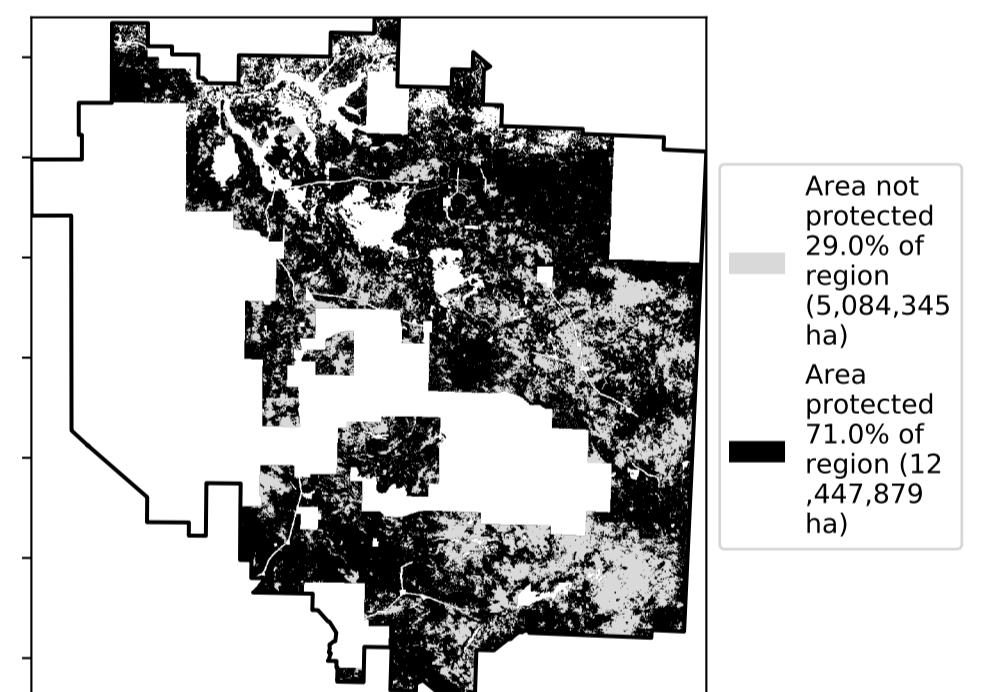 Area not
protected
29.0% of
region
(5,084,345
ha)
Area
protected
71.0% of
region (12
,447,879
ha)